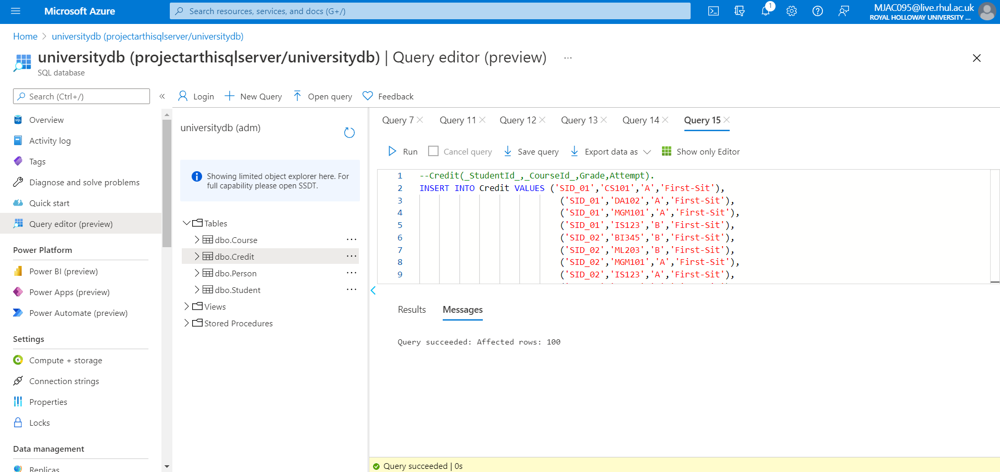 Microsoft Azure
Search resources, services, and docs (G+/)
1
MJAC095@live.rhul.ac.uk
ROYAL HOLLOWAY UNIVERSITY ...
Home > universitydb (projectarthisqlserver/universitydb)
universitydb (projectarthisqlserver/universitydb) | Query editor (preview) ...
SQL database
Search (Ctrl+/)
«
Login
New Query
Open query
Feedback
Overview
Activity log
Tags
Diagnose and solve problems
Quick start
Query editor (preview)
Power Platform
Power BI (preview)
Power Apps (preview)
Power Automate (preview)
Settings
Compute + storage
Connection strings
Properties
Locks
Data management
Replicas
universitydb (adm)
Showing limited object explorer here. For
full capability please open SSDT.
Tables
dbo.Course ...
dbo.Credit ...
dbo.Person ...
dbo.Student ...
Views
Stored Procedures
Query 7 Query 11 Query 12 Query 13 Query 14 Query 15
Run Cancel query Save query Export data as Show only Editor
1 --Credit(_StudentId_,_CourseId_,Grade,Attempt).
2 INSERT INTO Credit VALUES ('SID_01','CS101','A','First-Sit'),
3 ('SID_01','DA102','A','First-Sit'),
4 ('SID_01','MGM101','A','First-Sit'),
5 ('SID_01','IS123','B','First-Sit'),
6 ('SID_02','BI345','B','First-Sit'),
7 ('SID_02','ML203','B','First-Sit'),
8 ('SID_02','MGM101','A','First-Sit'),
9 ('SID_02','IS123','A','First-Sit'),
Results Messages
Query succeeded: Affected rows: 100
Query succeeded | 0s